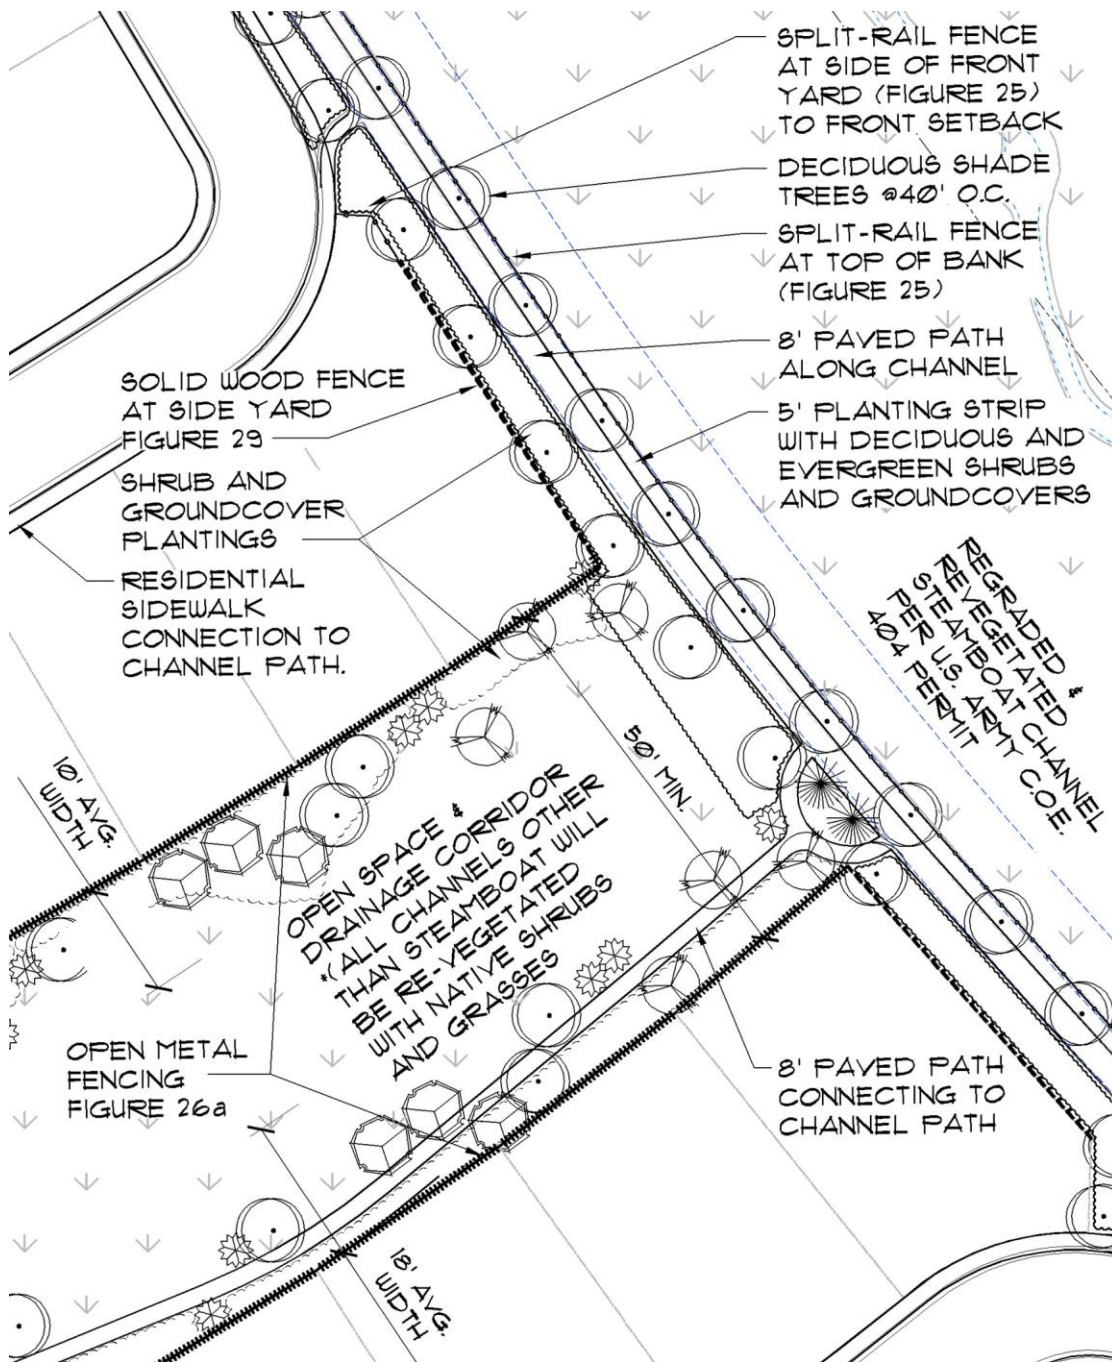 SPLIT-RAIL FENCE
AT SIDE OF FRONT
YARD (FIGURE 25)
TO FRONT SETBACK
DECIDUOUS SHADE
TREES @40' O.C.
SPLIT-RAIL FENCE
AT TOP OF BANK
(FIGURE 25)
8' PAVED PATH
ALONG CHANNEL
5' PLANTING STRIP
WITH DECIDUOUS AND
EVERGREEN SHRUBS
AND GROUNDCOVERS
SOLID WOOD FENCE
AT SIDE YARD
FIGURE 29
SHRUB AND
GROUNDCOVER
PLANTINGS
RESIDENTIAL
SIDEWALK
CONNECTION TO
CHANNEL PATH.
REGRADED &
REVEGETATED
STEAMBOAT CHANNEL
PER U.S. ARMY C.O.E.
404 PERMIT
50' MIN.
10' AVG.
WIDTH
OPEN SPACE &
DRAINAGE CORRIDOR
*(ALL CHANNELS OTHER
THAN STEAMBOAT WILL
BE RE-VEGETATED
WITH NATIVE SHRUBS
AND GRASSES
OPEN METAL
FENCING
FIGURE 26a
8' PAVED PATH
CONNECTING TO
CHANNEL PATH
18' AVG.
WIDTH